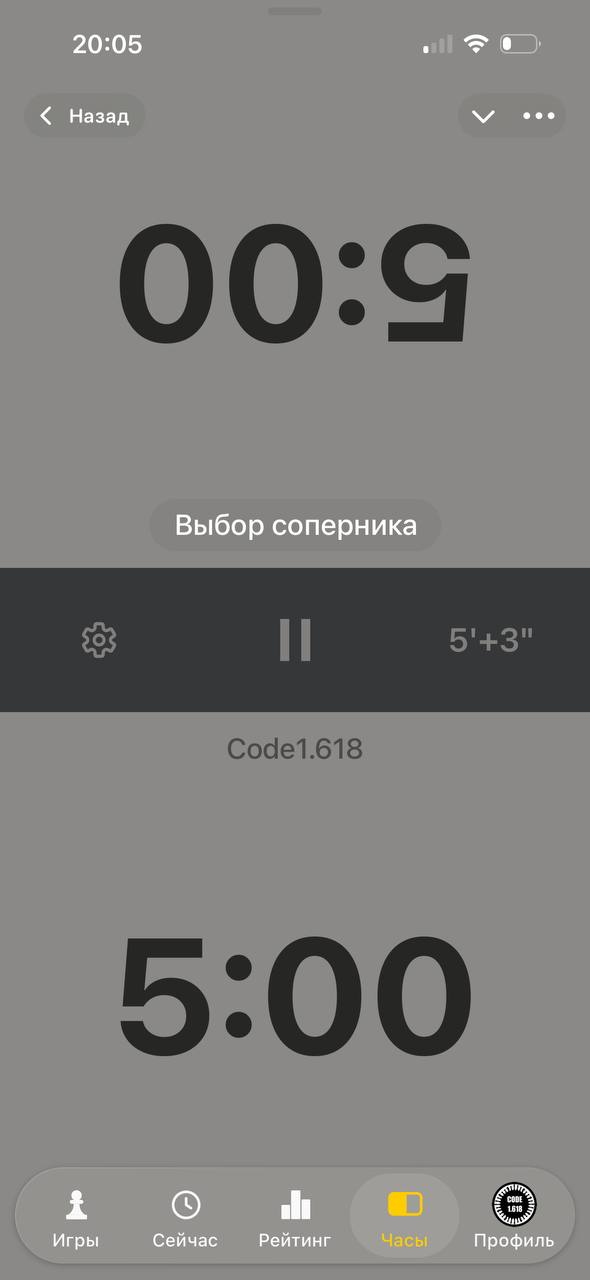 20:05
Назад
5:00
Выбор соперника
5'+3"
Code1.618
5:00
Игры
Сейчас
Рейтинг
Часы
CODE
1.618
Профиль